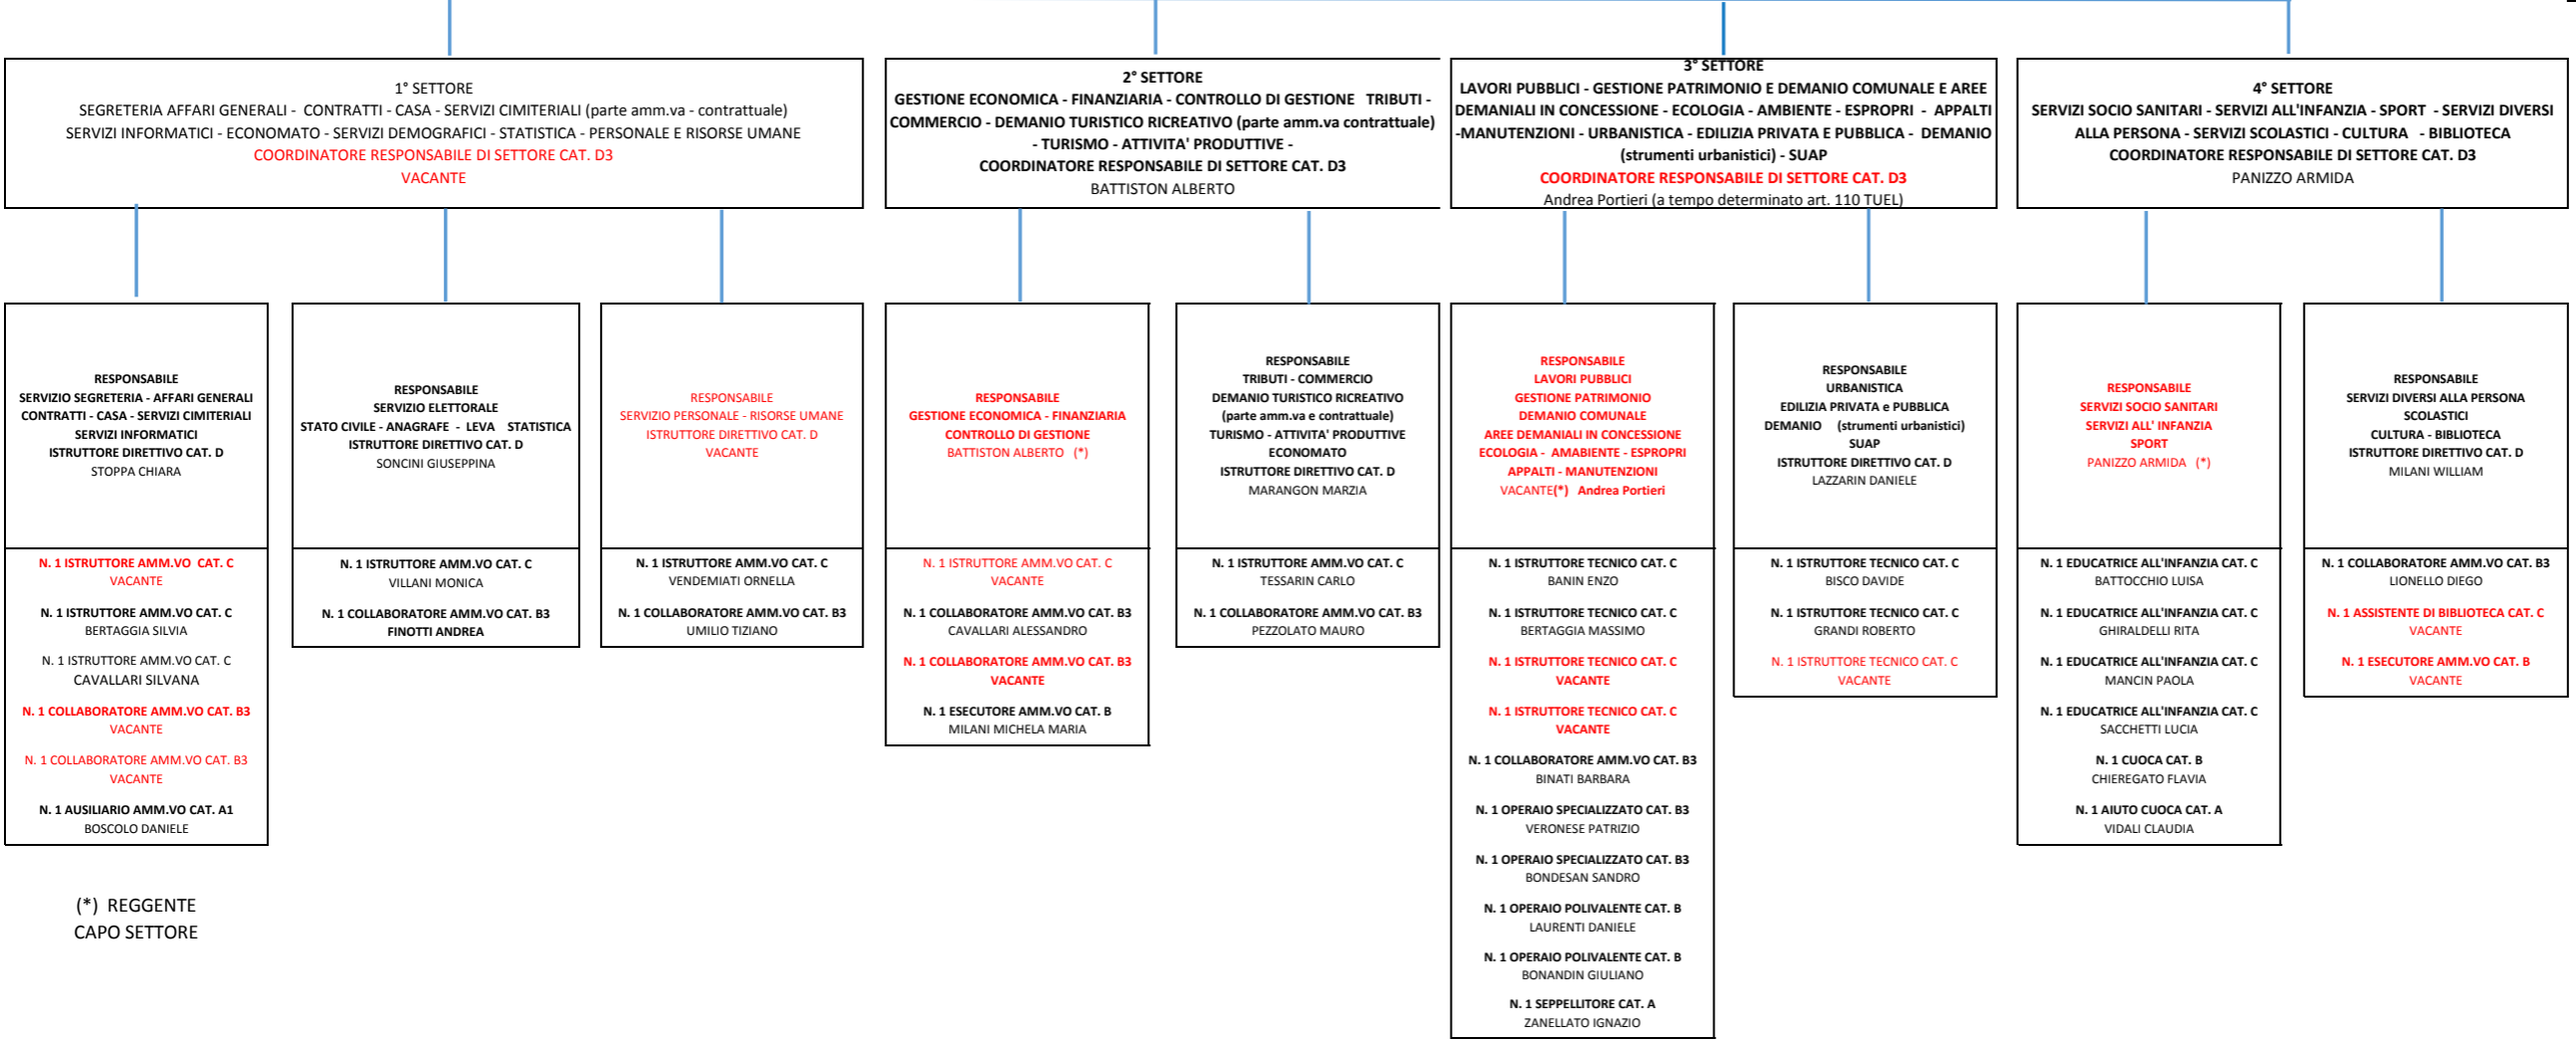 1° SETTORE
SEGRETERIA AFFARI GENERALI - CONTRATTI - CASA - SERVIZI CIMITERIALI (parte amm.va - contrattuale)
SERVIZI INFORMATICI - ECONOMATO - SERVIZI DEMOGRAFICI - STATISTICA - PERSONALE E RISORSE UMANE
COORDINATORE RESPONSABILE DI SETTORE CAT. D3
VACANTE
2° SETTORE
GESTIONE ECONOMICA - FINANZIARIA - CONTROLLO DI GESTIONE TRIBUTI -
COMMERCIO - DEMANIO TURISTICO RICREATIVO (parte amm.va contrattuale)
- TURISMO - ATTIVITA' PRODUTTIVE -
COORDINATORE RESPONSABILE DI SETTORE CAT. D3
BATTISTON ALBERTO
3° SETTORE
LAVORI PUBBLICI - GESTIONE PATRIMONIO E DEMANIO COMUNALE E AREE
DEMANIALI IN CONCESSIONE - ECOLOGIA - AMBIENTE - ESPROPRI - APPALTI
-MANUTENZIONI - URBANISTICA - EDILIZIA PRIVATA E PUBBLICA - DEMANIO
(strumenti urbanistici) - SUAP
COORDINATORE RESPONSABILE DI SETTORE CAT. D3
Andrea Portieri (a tempo determinato art. 110 TUEL)
4° SETTORE
SERVIZI SOCIO SANITARI - SERVIZI ALL'INFANZIA - SPORT - SERVIZI DIVERSI
ALLA PERSONA - SERVIZI SCOLASTICI - CULTURA - BIBLIOTECA
COORDINATORE RESPONSABILE DI SETTORE CAT. D3
PANIZZO ARMIDA
RESPONSABILE
SERVIZIO SEGRETERIA - AFFARI GENERALI
CONTRATTI - CASA - SERVIZI CIMITERIALI
SERVIZI INFORMATICI
ISTRUTTORE DIRETTIVO CAT. D
STOPPA CHIARA
N. 1 ISTRUTTORE AMM.VO CAT. C
VACANTE
N. 1 ISTRUTTORE AMM.VO CAT. C
BERTAGGIA SILVIA
N. 1 ISTRUTTORE AMM.VO CAT. C
CAVALLARI SILVANA
N. 1 COLLABORATORE AMM.VO CAT. B3
VACANTE
N. 1 COLLABORATORE AMM.VO CAT. B3
VACANTE
N. 1 AUSILIARIO AMM.VO CAT. A1
BOSCOLO DANIELE
RESPONSABILE
SERVIZIO ELETTORALE
STATO CIVILE - ANAGRAFE - LEVA STATISTICA
ISTRUTTORE DIRETTIVO CAT. D
SONCINI GIUSEPPINA
N. 1 ISTRUTTORE AMM.VO CAT. C
VILLANI MONICA
N. 1 COLLABORATORE AMM.VO CAT. B3
FINOTTI ANDREA
RESPONSABILE
SERVIZIO PERSONALE - RISORSE UMANE
ISTRUTTORE DIRETTIVO CAT. D
VACANTE
N. 1 ISTRUTTORE AMM.VO CAT. C
VENDEMIATI ORNELLA
N. 1 COLLABORATORE AMM.VO CAT. B3
UMILIO TIZIANO
RESPONSABILE
GESTIONE ECONOMICA - FINANZIARIA
CONTROLLO DI GESTIONE
BATTISTON ALBERTO (*)
N. 1 ISTRUTTORE AMM.VO CAT. C
VACANTE
N. 1 COLLABORATORE AMM.VO CAT. B3
CAVALLARI ALESSANDRO
N. 1 COLLABORATORE AMM.VO CAT. B3
VACANTE
N. 1 ESECUTORE AMM.VO CAT. B
MILANI MICHELA MARIA
RESPONSABILE
TRIBUTI - COMMERCIO
DEMANIO TURISTICO RICREATIVO
(parte amm.va e contrattuale)
TURISMO - ATTIVITA' PRODUTTIVE
ECONOMATO
ISTRUTTORE DIRETTIVO CAT. D
MARANGON MARZIA
N. 1 ISTRUTTORE AMM.VO CAT. C
TESSARIN CARLO
N. 1 COLLABORATORE AMM.VO CAT. B3
PEZZOLATO MAURO
RESPONSABILE
LAVORI PUBBLICI
GESTIONE PATRIMONIO
DEMANIO COMUNALE
AREE DEMANIALI IN CONCESSIONE
ECOLOGIA - AMABIENTE - ESPROPRI
APPALTI - MANUTENZIONI
VACANTE(*) Andrea Portieri
N. 1 ISTRUTTORE TECNICO CAT. C
BANIN ENZO
N. 1 ISTRUTTORE TECNICO CAT. C
BERTAGGIA MASSIMO
N. 1 ISTRUTTORE TECNICO CAT. C
VACANTE
N. 1 ISTRUTTORE TECNICO CAT. C
VACANTE
N. 1 COLLABORATORE AMM.VO CAT. B3
BINATI BARBARA
N. 1 OPERAIO SPECIALIZZATO CAT. B3
VERONESE PATRIZIO
N. 1 OPERAIO SPECIALIZZATO CAT. B3
BONDESAN SANDRO
N. 1 OPERAIO POLIVALENTE CAT. B
LAURENTI DANIELE
N. 1 OPERAIO POLIVALENTE CAT. B
BONANDIN GIULIANO
N. 1 SEPPELLITORE CAT. A
ZANELLATO IGNAZIO
RESPONSABILE
URBANISTICA
EDILIZIA PRIVATA e PUBBLICA
DEMANIO (strumenti urbanistici)
SUAP
ISTRUTTORE DIRETTIVO CAT. D
LAZZARIN DANIELE
N. 1 ISTRUTTORE TECNICO CAT. C
BISCO DAVIDE
N. 1 ISTRUTTORE TECNICO CAT. C
GRANDI ROBERTO
N. 1 ISTRUTTORE TECNICO CAT. C
VACANTE
RESPONSABILE
SERVIZI SOCIO SANITARI
SERVIZI ALL' INFANZIA
SPORT
PANIZZO ARMIDA (*)
N. 1 EDUCATRICE ALL'INFANZIA CAT. C
BATTOCCHIO LUISA
N. 1 EDUCATRICE ALL'INFANZIA CAT. C
GHIRALDELLI RITA
N. 1 EDUCATRICE ALL'INFANZIA CAT. C
MANCIN PAOLA
N. 1 EDUCATRICE ALL'INFANZIA CAT. C
SACCHETTI LUCIA
N. 1 CUOCA CAT. B
CHIEREGATO FLAVIA
N. 1 AIUTO CUOCA CAT. A
VIDALI CLAUDIA
RESPONSABILE
SERVIZI DIVERSI ALLA PERSONA
SCOLASTICI
CULTURA - BIBLIOTECA
ISTRUTTORE DIRETTIVO CAT. D
MILANI WILLIAM
N. 1 COLLABORATORE AMM.VO CAT. B3
LIONELLO DIEGO
N. 1 ASSISTENTE DI BIBLIOTECA CAT. C
VACANTE
N. 1 ESECUTORE AMM.VO CAT. B
VACANTE
(*) REGGENTE
CAPO SETTORE